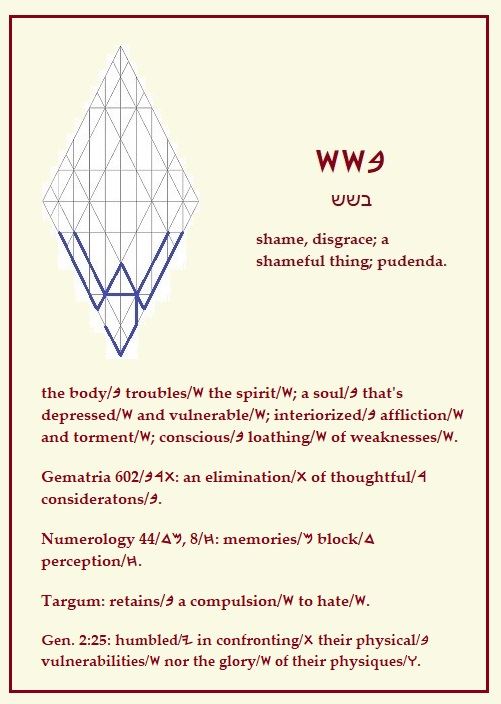 𐤁𐤔𐤔
בשש
shame, disgrace; a
shameful thing; pudenda.
the body/𐤁 troubles/𐤔 the spirit/𐤔; a soul/𐤁 that's
depressed/𐤔 and vulnerable/𐤔; interiorized/𐤁 affliction/𐤔
and torment/𐤔; conscious/𐤁 loathing/𐤔 of weaknesses/𐤔.
Gematria 602/𐤕𐤓𐤁: an elimination/𐤕 of thoughtful/𐤓
consideratons/𐤁.
Numerology 44/𐤌𐤃, 8/𐤇: memories/𐤌 block/𐤃
perception/𐤇.
Targum: retains/𐤁 a compulsion/𐤔 to hate/𐤔.
Gen. 2:25: humbled/𐤉 in confronting/𐤕 their physical/𐤁
vulnerabilities/𐤔 nor the glory/𐤔 of their physiques/𐤅.